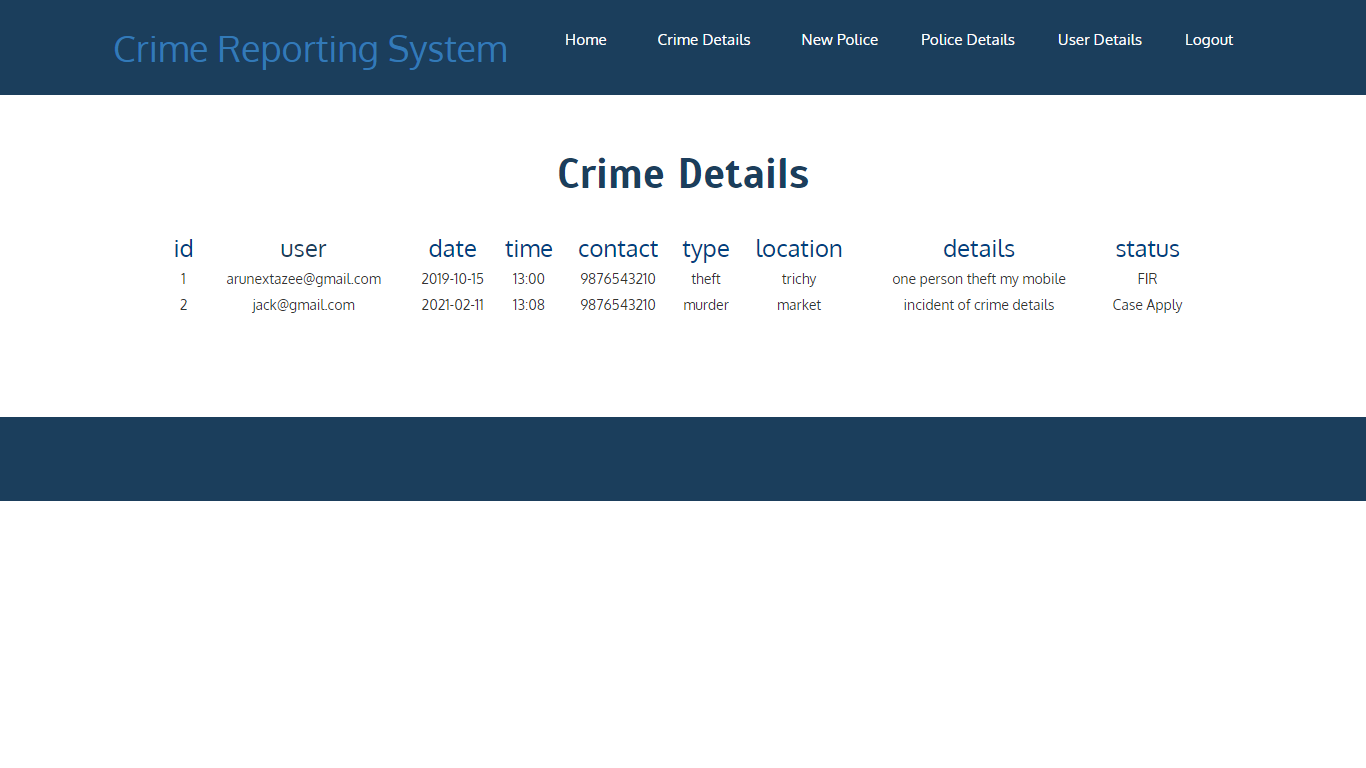 Crime Reporting System Home Crime Details New Police Police Details User Details Logout
Crime Details
id user date time contact type location details status
1 arunextazee@gmail.com 2019-10-15 13:00 9876543210 theft trichy one person theft my mobile FIR
2 jack@gmail.com 2021-02-11 13:08 9876543210 murder market incident of crime details Case Apply